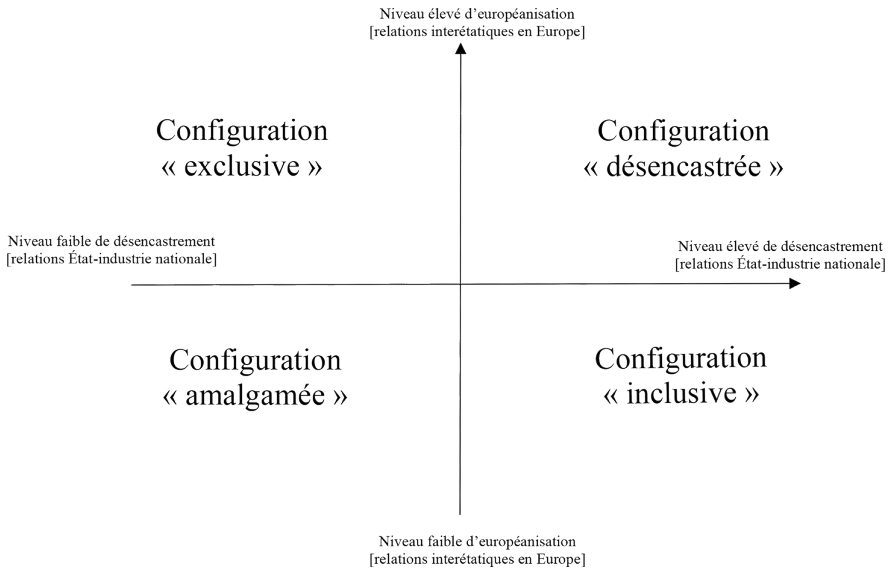 Niveau élevé d’européanisation
[relations interétatiques en Europe]
Configuration
« exclusive »
Configuration
« désencastrée »
Niveau faible de désencastrement
[relations État-industrie nationale]
Niveau élevé de désencastrement
[relations État-industrie nationale]
Configuration
« amalgamée »
Configuration
« inclusive »
Niveau faible d’européanisation
[relations interétatiques en Europe]